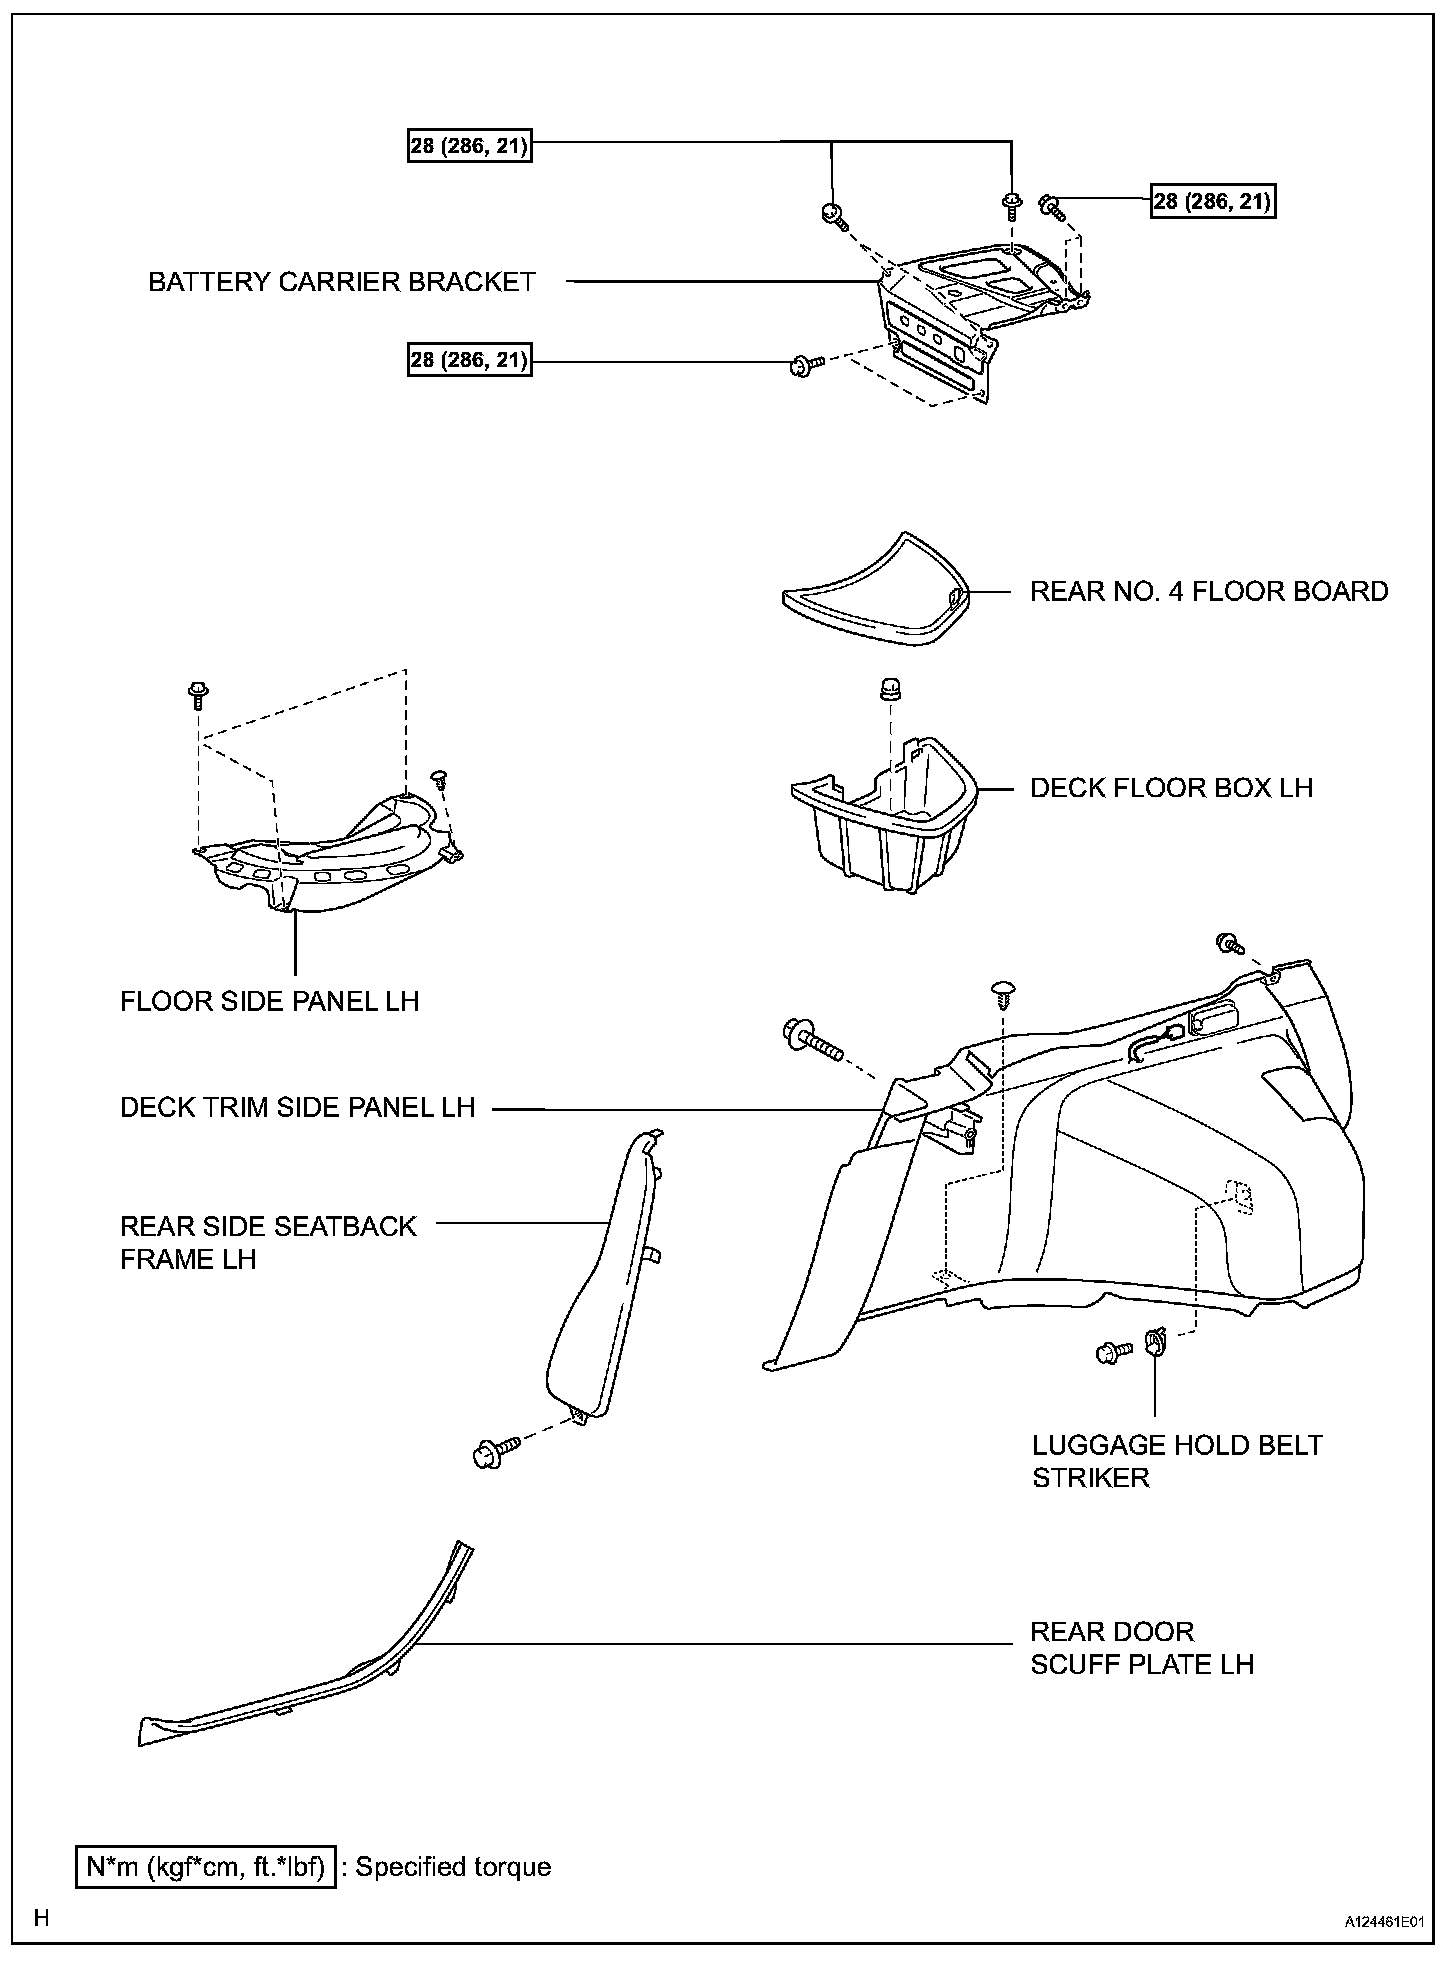 28 (286, 21)
28 (286, 21)
BATTERY CARRIER BRACKET
28 (286, 21)
REAR NO. 4 FLOOR BOARD
DECK FLOOR BOX LH
FLOOR SIDE PANEL LH
DECK TRIM SIDE PANEL LH
REAR SIDE SEATBACK
FRAME LH
LUGGAGE HOLD BELT
STRIKER
REAR DOOR
SCUFF PLATE LH
N*m (kgf*cm, ft.*lbf) : Specified torque
H
A124461E01